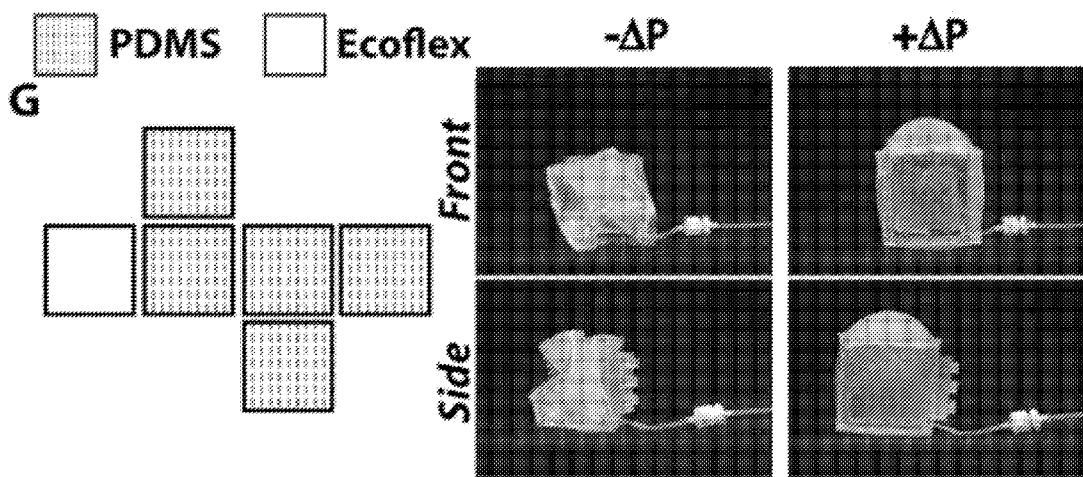 PDMS
Ecoflex
-ΔP
+ΔP
G
Front
Side